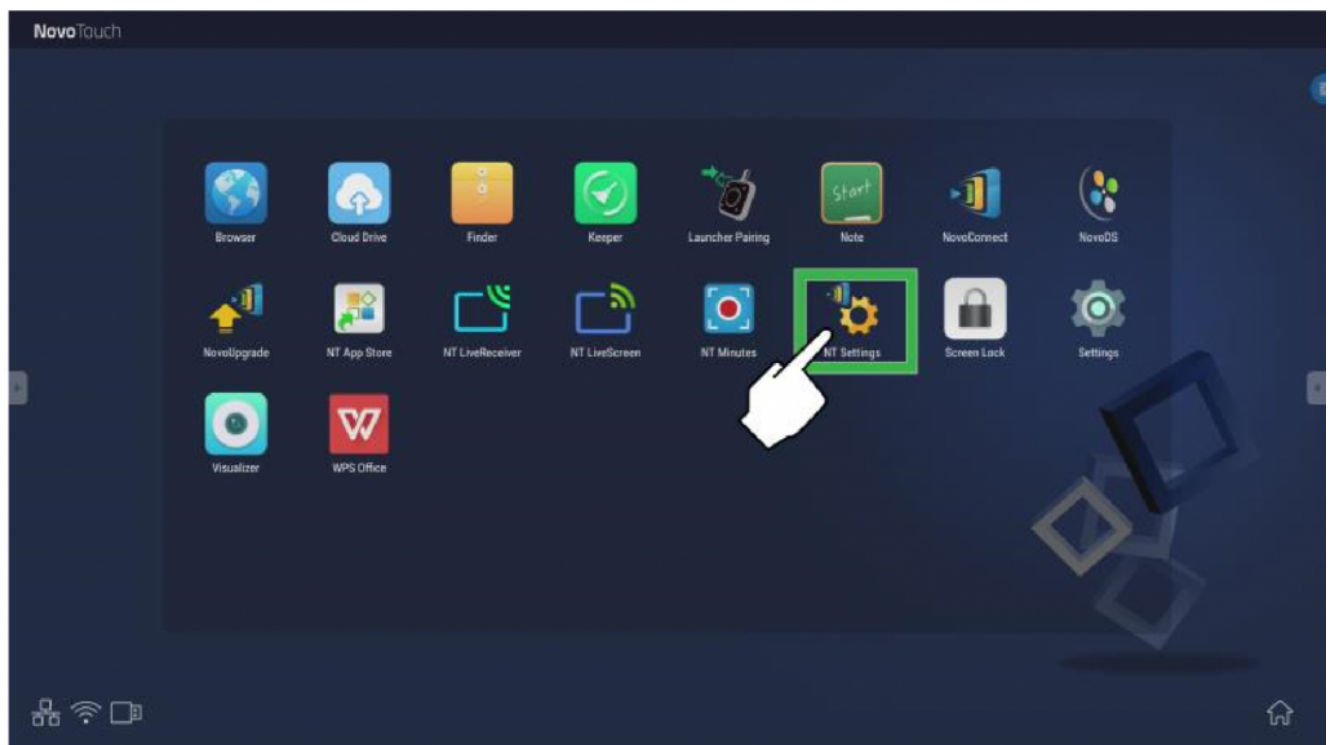 NovoTouch
Browser Cloud Drive Finder Keeper Launcher Pairing Note NovoConnect NovoDS
Start
NovoUpgrade NT App Store NT LiveReceiver NT LiveScreen NT Minutes NT Settings Screen Lock Settings
Visualizer WPS Office